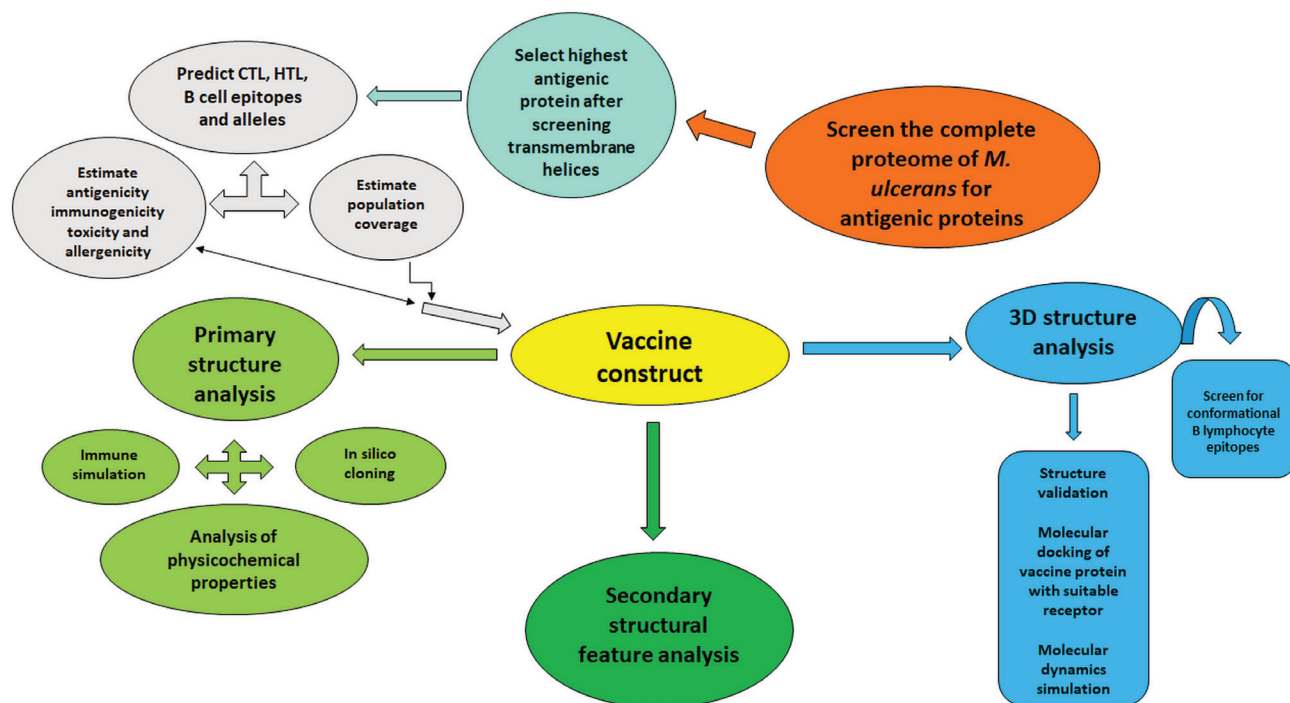 Screen the complete
proteome of M.
ulcerans for
antigenic proteins
Select highest
antigenic
protein after
screening
transmembrane
helices
Predict CTL, HTL,
B cell epitopes
and alleles
Estimate
antigenicity
immunogenicity
toxicity and
allergenicity
Estimate
population
coverage
Vaccine
construct
Primary
structure
analysis
Immune
simulation
In silico
cloning
Analysis of
physicochemical
properties
Secondary
structural
feature analysis
3D structure
analysis
Screen for
conformational
B lymphocyte
epitopes
Structure
validation
Molecular
docking of
vaccine protein
with suitable
receptor
Molecular
dynamics
simulation